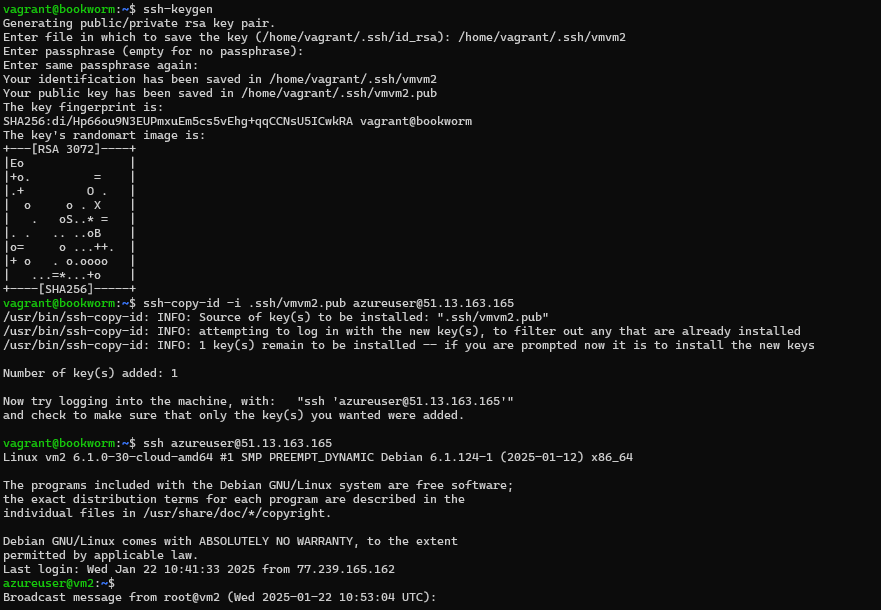 vagrant@bookworm:~$ ssh-keygen
Generating public/private rsa key pair.
Enter file in which to save the key (/home/vagrant/.ssh/id_rsa): /home/vagrant/.ssh/vmvm2
Enter passphrase (empty for no passphrase):
Enter same passphrase again:
Your identification has been saved in /home/vagrant/.ssh/vmvm2
Your public key has been saved in /home/vagrant/.ssh/vmvm2.pub
The key fingerprint is:
SHA256:di/Hp66ou9N3EUPmxuEm5cs5vEhg+qqCCNsU5ICwkRA vagrant@bookworm
The key's randomart image is:
+---[RSA 3072]----+
|Eo               |
|+o.         =    |
|.+         O .   |
|  o     o . X    |
|   .   oS..* =   |
|. .   .. ..oB    |
|o=     o ...++.  |
|+ o   . o.oooo   |
|   ...=*...+o    |
+----[SHA256]-----+
vagrant@bookworm:~$ ssh-copy-id -i .ssh/vmvm2.pub azureuser@51.13.163.165
/usr/bin/ssh-copy-id: INFO: Source of key(s) to be installed: ".ssh/vmvm2.pub"
/usr/bin/ssh-copy-id: INFO: attempting to log in with the new key(s), to filter out any that are already installed
/usr/bin/ssh-copy-id: INFO: 1 key(s) remain to be installed -- if you are prompted now it is to install the new keys
Number of key(s) added: 1
Now try logging into the machine, with:   "ssh 'azureuser@51.13.163.165'"
and check to make sure that only the key(s) you wanted were added.
vagrant@bookworm:~$ ssh azureuser@51.13.163.165
Linux vm2 6.1.0-30-cloud-amd64 #1 SMP PREEMPT_DYNAMIC Debian 6.1.124-1 (2025-01-12) x86_64
The programs included with the Debian GNU/Linux system are free software;
the exact distribution terms for each program are described in the
individual files in /usr/share/doc/*/copyright.
Debian GNU/Linux comes with ABSOLUTELY NO WARRANTY, to the extent
permitted by applicable law.
Last login: Wed Jan 22 10:41:33 2025 from 77.239.165.162
azureuser@vm2:~$
Broadcast message from root@vm2 (Wed 2025-01-22 10:53:04 UTC):